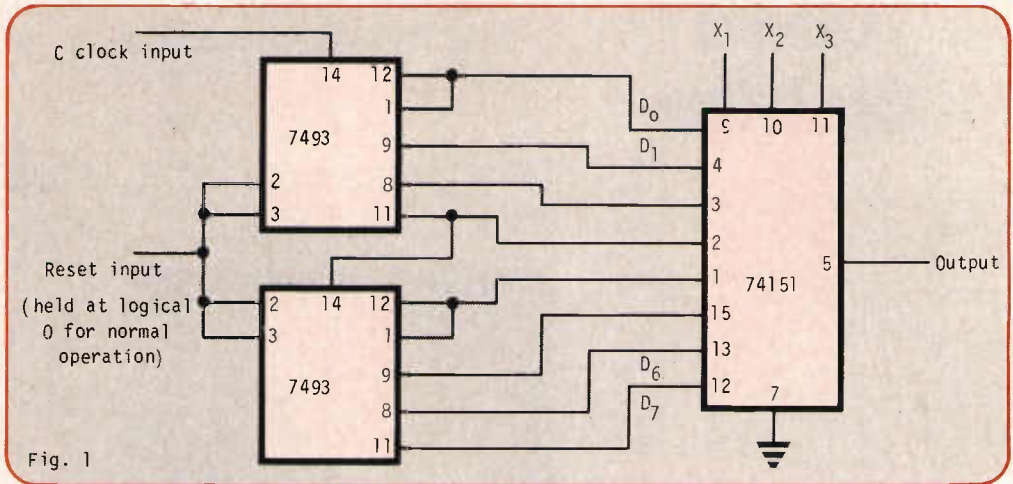 C clock input
X1 X2 X3
14 12
1
7493
9
8
2
3
11
D0
D1
9 10 11
4
3
2
1
15
13
12
74151
5
7
Output
Reset input
(held at logical
0 for normal
operation)
2
3
14 12
1
7493
9
8
11
D6
D7
Fig. 1